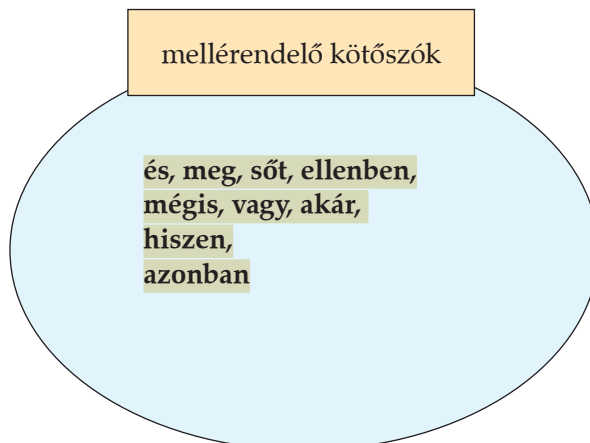 mellérendelő kötőszók
és, meg, sőt, ellenben,
mégis, vagy, akár,
hiszen,
azonban